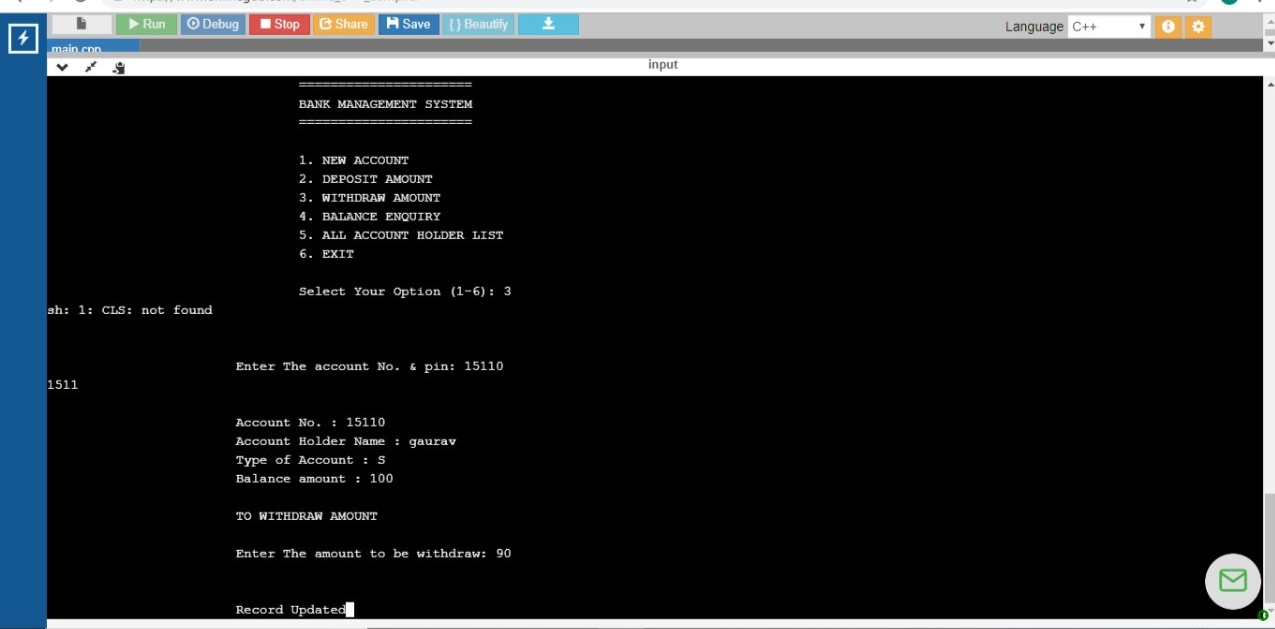 Run Debug Stop Share Save { } Beautify
Language C++
main.cpp
input
======================
BANK MANAGEMENT SYSTEM
======================
1. NEW ACCOUNT
2. DEPOSIT AMOUNT
3. WITHDRAW AMOUNT
4. BALANCE ENQUIRY
5. ALL ACCOUNT HOLDER LIST
6. EXIT
Select Your Option (1-6): 3
sh: 1: CLS: not found
Enter The account No. & pin: 15110
1511
Account No. : 15110
Account Holder Name : gaurav
Type of Account : S
Balance amount : 100
TO WITHDRAW AMOUNT
Enter The amount to be withdraw: 90
Record Updated